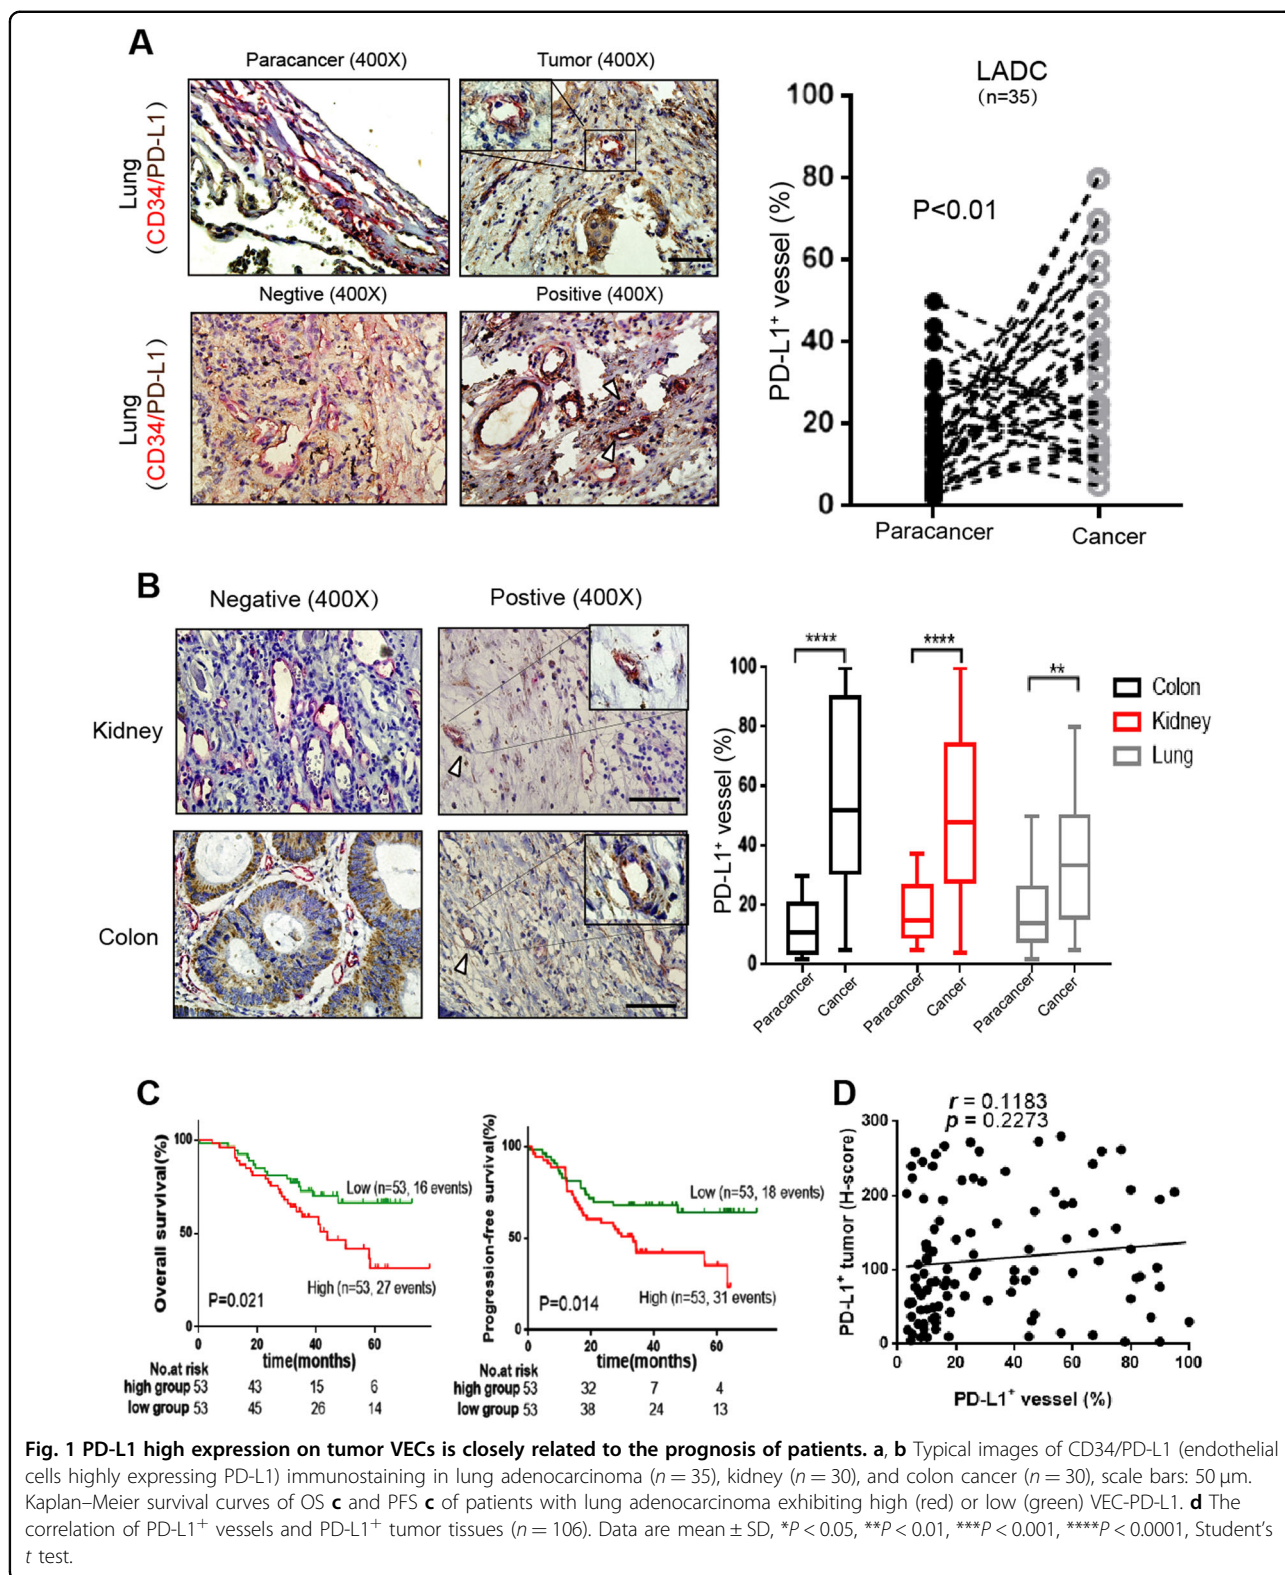 A
Paracancer (400X)
Tumor (400X)
Lung
(CD34/PD-L1)
Negtive (400X)
Positive (400X)
Lung
(CD34/PD-L1)
LADC
(n=35)
PD-L1+ vessel (%)
100
80
60
40
20
0
P<0.01
Paracancer
Cancer
B
Negative (400X)
Postive (400X)
Kidney
Colon
PD-L1+ vessel (%)
100
80
60
40
20
0
****
****
**
Colon
Kidney
Lung
Paracancer
Cancer
Paracancer
Cancer
Paracancer
Cancer
C
Overall survival(%)
100
50
0
Low (n=53, 16 events)
High (n=53, 27 events)
P=0.021
0 20 40 60
time(months)
No.at risk
high group 53 43 15 6
low group 53 45 26 14
Progression-free survival(%)
100
50
0
Low (n=53, 18 events)
High (n=53, 31 events)
P=0.014
0 20 40 60
time(months)
No.at risk
high group 53 32 7 4
low group 53 38 24 13
D
r = 0.1183
p = 0.2273
PD-L1+ tumor (H-score)
300
200
100
0
0 20 40 60 80 100
PD-L1+ vessel (%)
Fig. 1 PD-L1 high expression on tumor VECs is closely related to the prognosis of patients. a, b Typical images of CD34/PD-L1 (endothelial
cells highly expressing PD-L1) immunostaining in lung adenocarcinoma (n = 35), kidney (n = 30), and colon cancer (n = 30), scale bars: 50 μm.
Kaplan–Meier survival curves of OS c and PFS c of patients with lung adenocarcinoma exhibiting high (red) or low (green) VEC-PD-L1. d The
correlation of PD-L1+ vessels and PD-L1+ tumor tissues (n = 106). Data are mean ± SD, *P < 0.05, **P < 0.01, ***P < 0.001, ****P < 0.0001, Student's
t test.